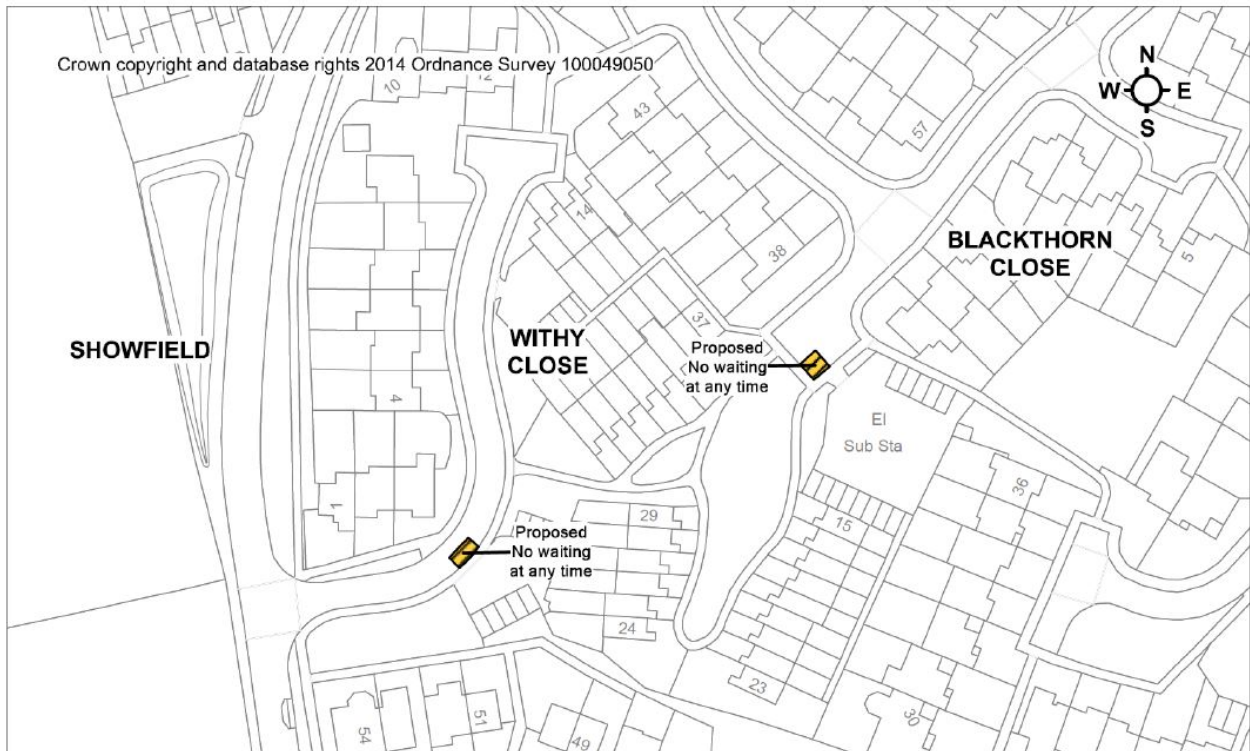 Crown copyright and database rights 2014 Ordnance Survey 100049050
N
W E
S
10
12
43
57
14
38
BLACKTHORN
CLOSE
5
SHOWFIELD
WITHY
CLOSE
37
Proposed
No waiting
at any time
4
El
Sub Sta
36
1
29
15
Proposed
No waiting
at any time
24
23
30
54
51
49